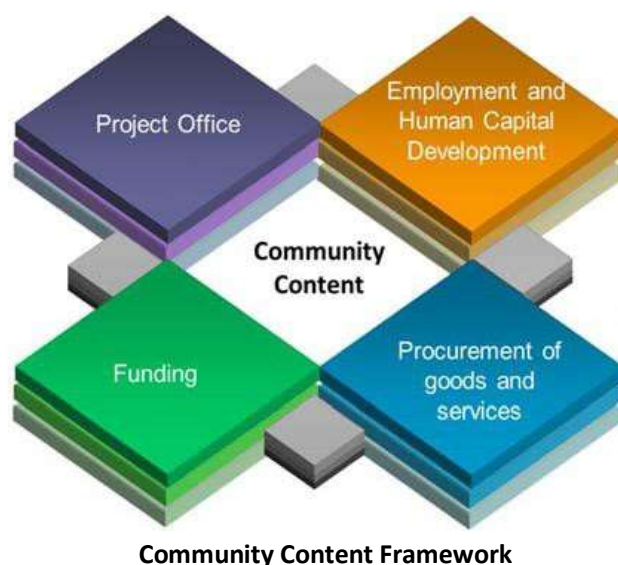 Project Office
Employment and
Human Capital
Development
Community
Content
Funding
Procurement of
goods and
services
Community Content Framework